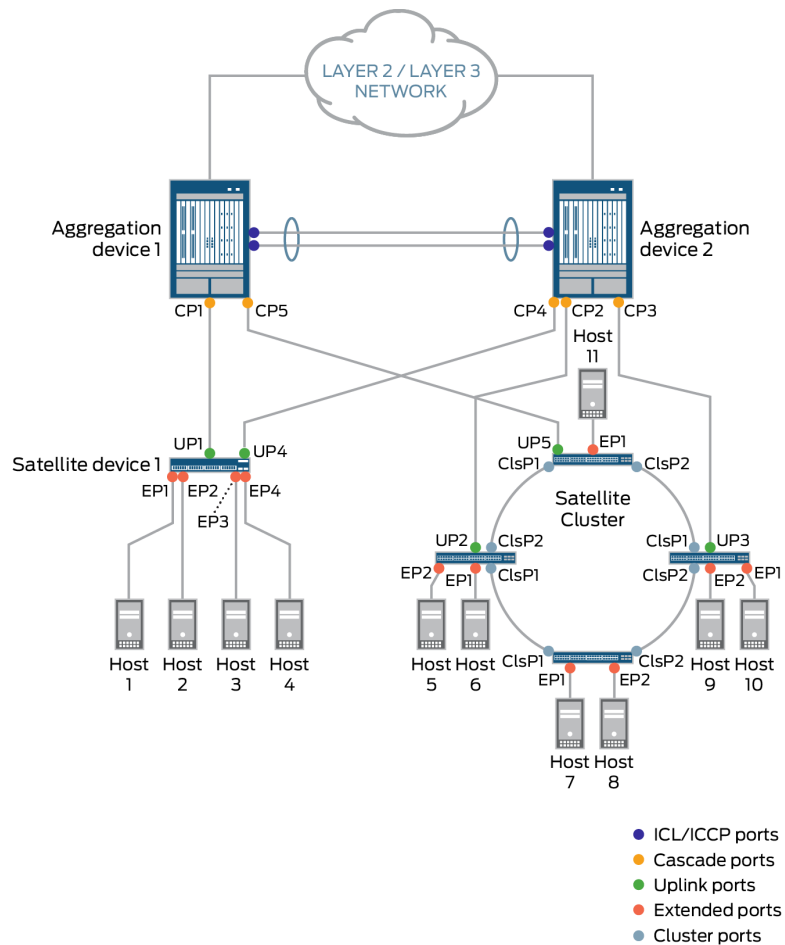 LAYER 2 / LAYER 3
NETWORK
Aggregation
device 1
Aggregation
device 2
CP1
CP5
CP4
CP2
CP3
Host
11
UP1
UP4
UP5
EP1
Satellite device 1
ClsP1
ClsP2
EP1
EP2
EP4
EP3
Satellite
Cluster
UP2
ClsP2
ClsP1
UP3
EP2
EP1
ClsP1
ClsP2
EP2
EP1
Host
1
Host
2
Host
3
Host
4
Host
5
Host
6
ClsP1
ClsP2
EP1
EP2
Host
9
Host
10
Host
7
Host
8
ICL/ICCP ports
Cascade ports
Uplink ports
Extended ports
Cluster ports